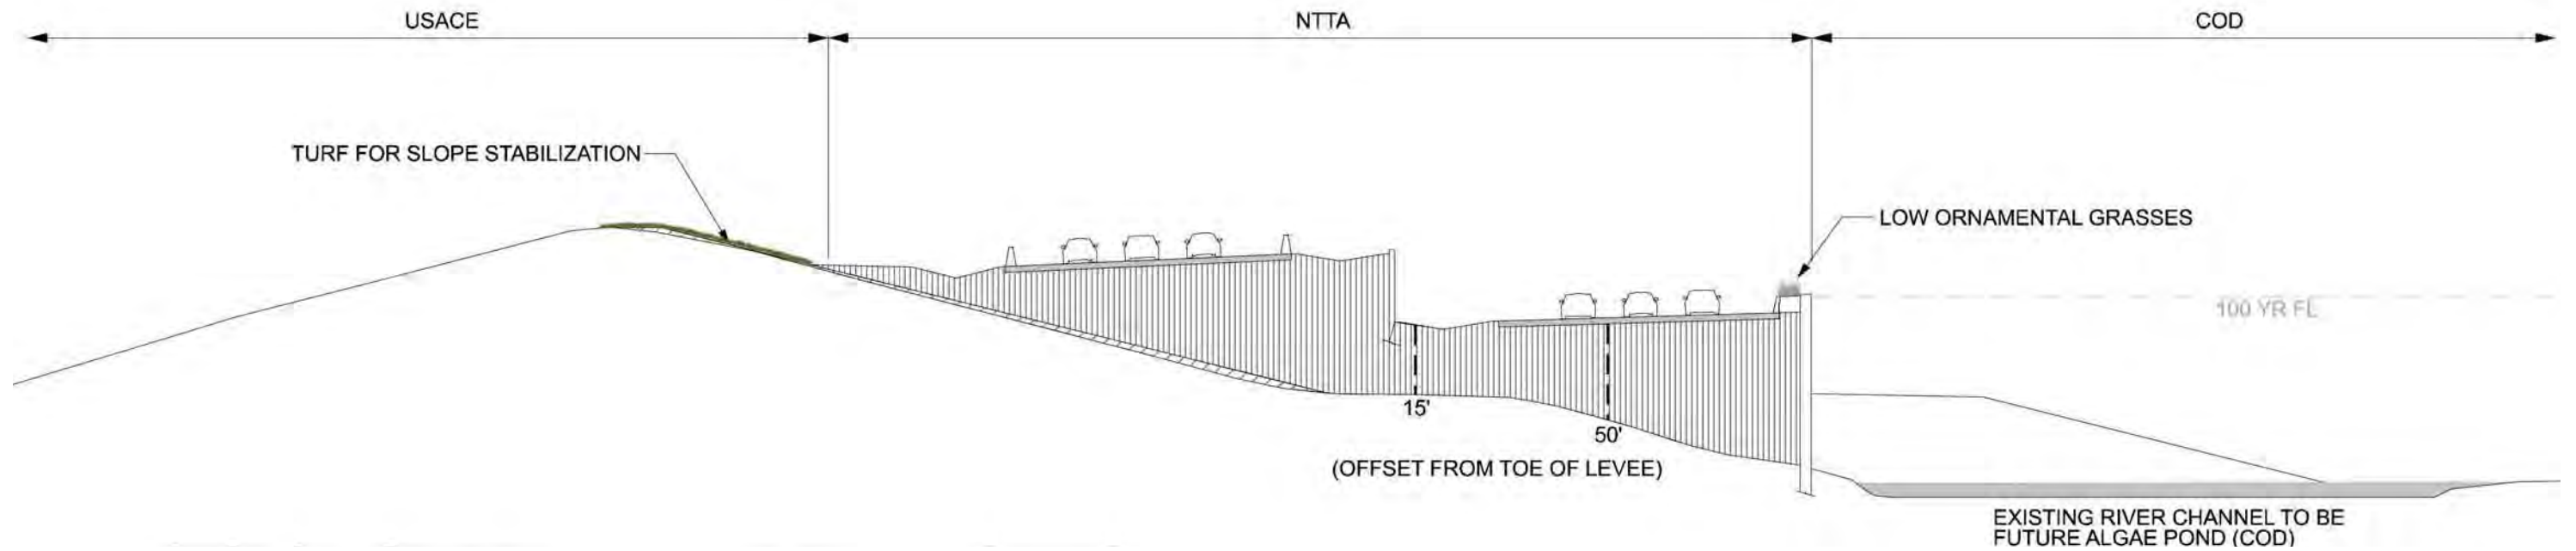 USACE
NTTA
COD
TURF FOR SLOPE STABILIZATION
LOW ORNAMENTAL GRASSES
100 YR FL
15'
50'
(OFFSET FROM TOE OF LEVEE)
EXISTING RIVER CHANNEL TO BE
FUTURE ALGAE POND (COD)